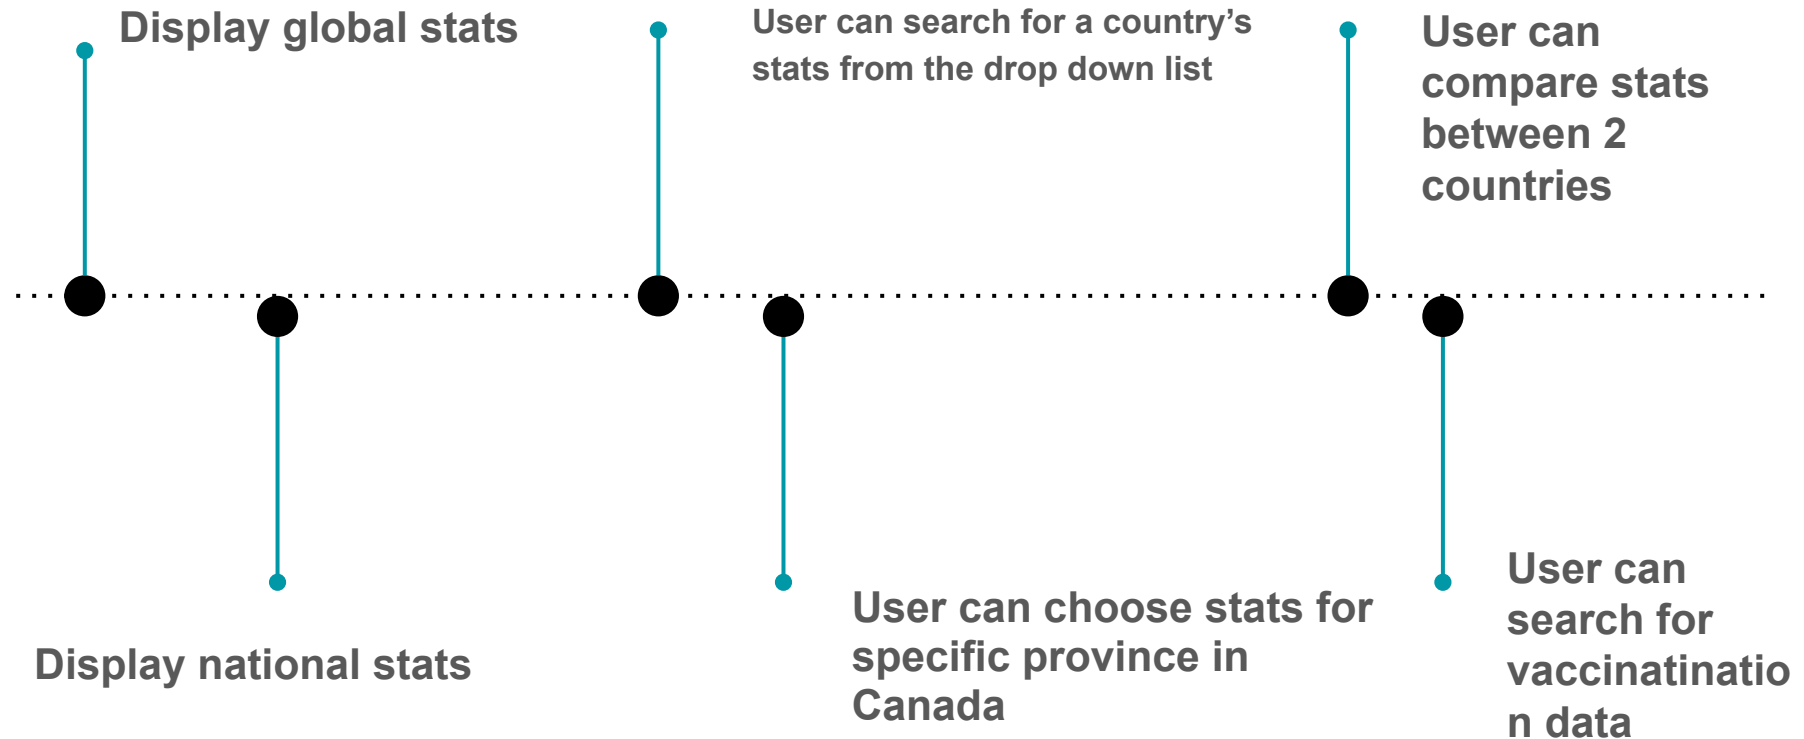 Display global stats
User can search for a country’s
stats from the drop down list
User can
compare stats
between 2
countries
Display national stats
User can choose stats for
specific province in
Canada
User can
search for
vaccinatinatio
n data